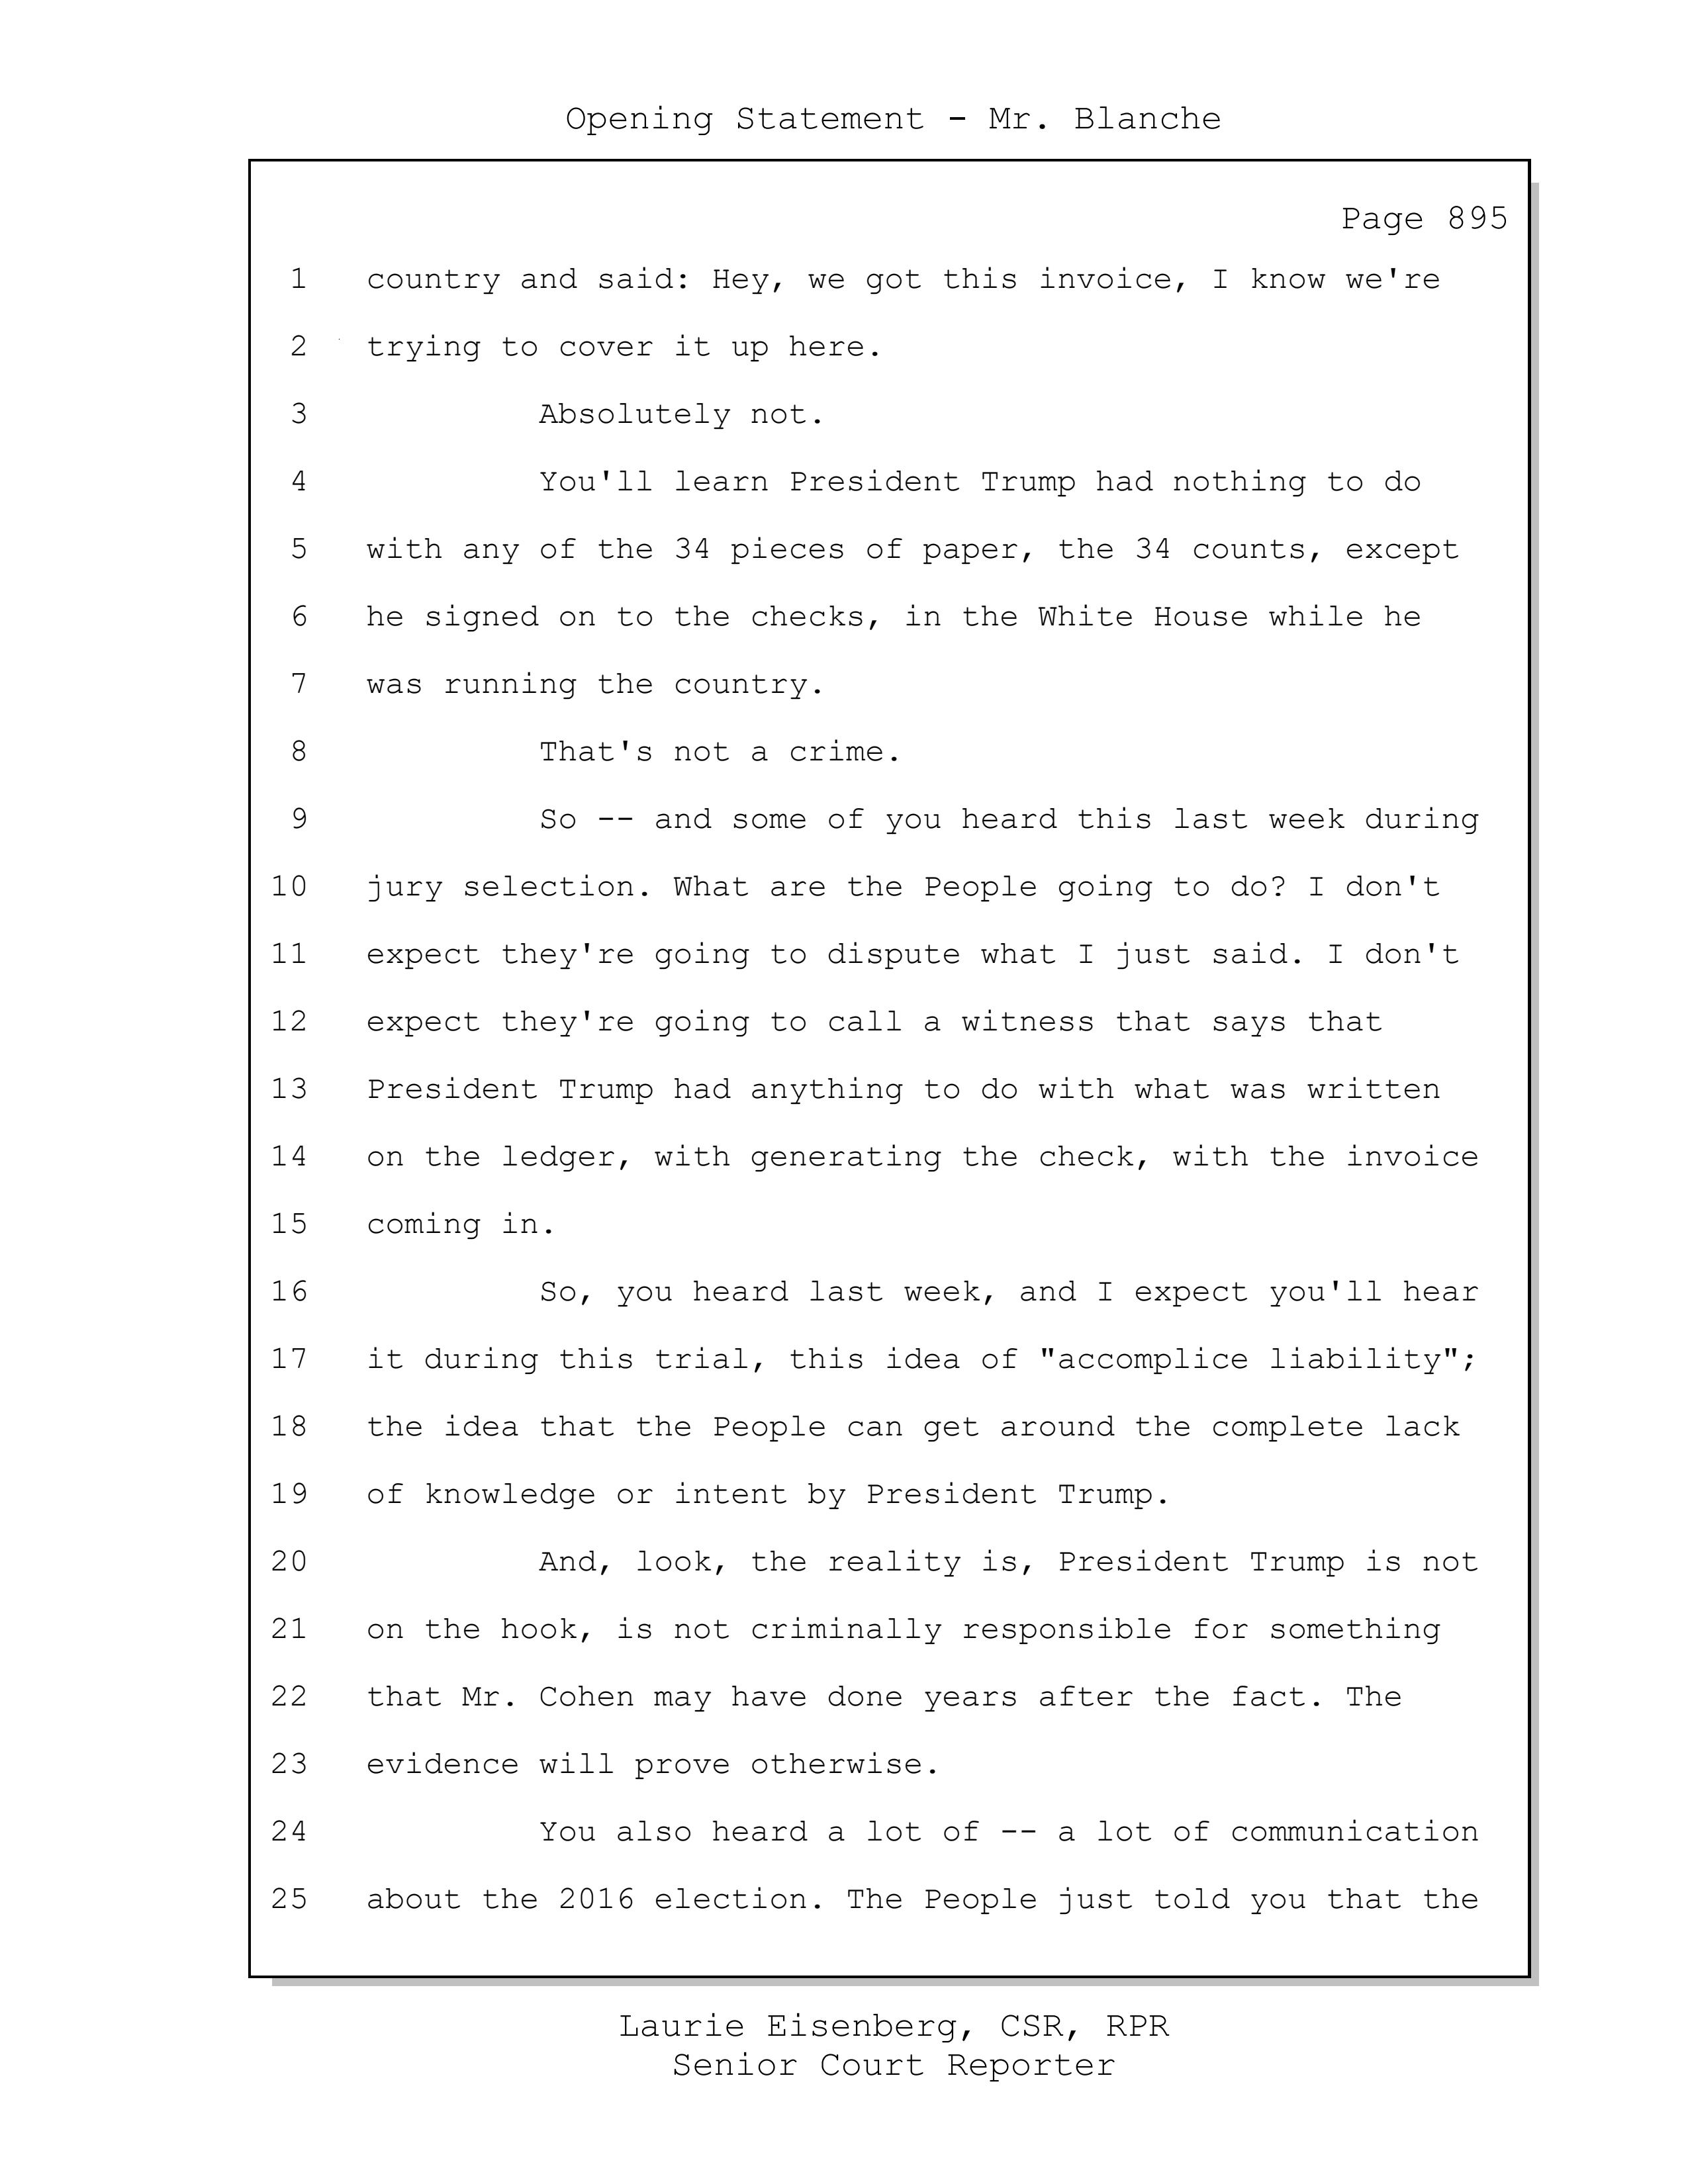 Opening Statement - Mr. Blanche
Page 895
1 country and said: Hey, we got this invoice, I know we're
2 trying to cover it up here.
3 Absolutely not.
4 You'll learn President Trump had nothing to do
5 with any of the 34 pieces of paper, the 34 counts, except
6 he signed on to the checks, in the White House while he
7 was running the country.
8 That's not a crime.
9 So -- and some of you heard this last week during
10 jury selection. What are the People going to do? I don't
11 expect they're going to dispute what I just said. I don't
12 expect they're going to call a witness that says that
13 President Trump had anything to do with what was written
14 on the ledger, with generating the check, with the invoice
15 coming in.
16 So, you heard last week, and I expect you'll hear
17 it during this trial, this idea of "accomplice liability";
18 the idea that the People can get around the complete lack
19 of knowledge or intent by President Trump.
20 And, look, the reality is, President Trump is not
21 on the hook, is not criminally responsible for something
22 that Mr. Cohen may have done years after the fact. The
23 evidence will prove otherwise.
24 You also heard a lot of -- a lot of communication
25 about the 2016 election. The People just told you that the
Laurie Eisenberg, CSR, RPR
Senior Court Reporter